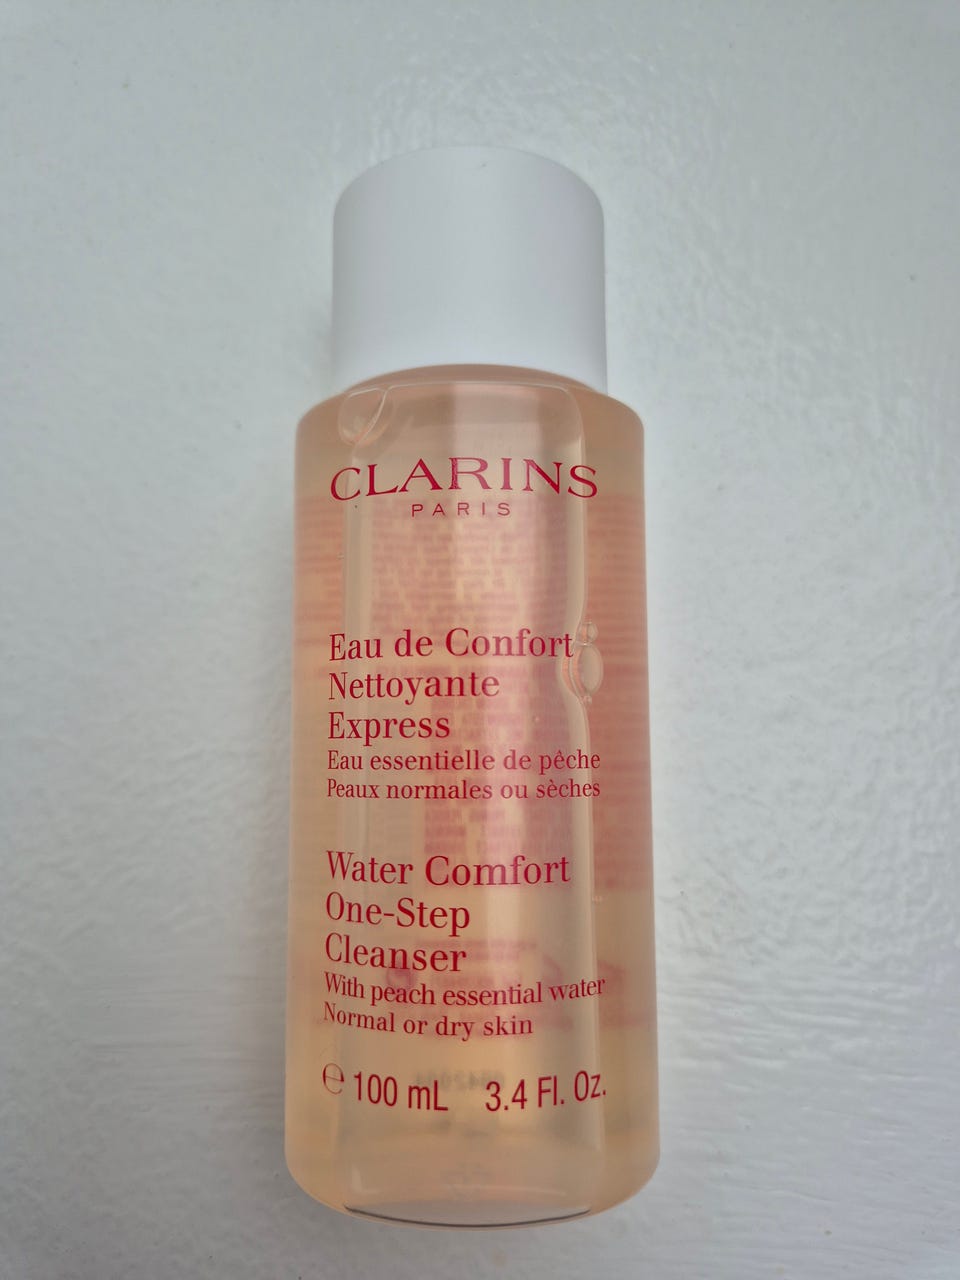 CLARINS
PARIS
Eau de Confort
Nettoyante
Express
Eau essentielle de pêche
Peaux normales ou sèches
Water Comfort
One-Step
Cleanser
With peach essential water
Normal or dry skin
℮ 100 mL 3.4 Fl. Oz.